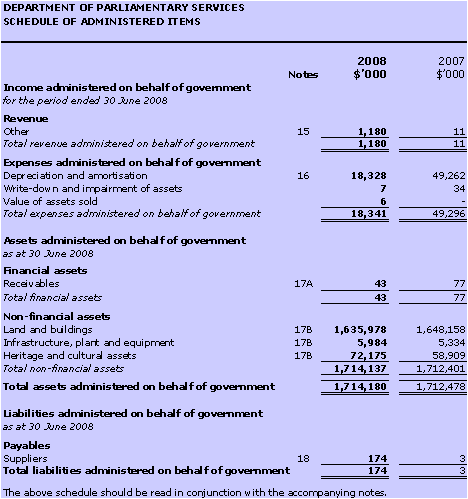 DEPARTMENT OF PARLIAMENTARY SERVICES
SCHEDULE OF ADMINISTERED ITEMS
2008 2007
Notes $'000 $'000
Income administered on behalf of government
for the period ended 30 June 2008
Revenue
Other 15 1,180 11
Total revenue administered on behalf of government 1,180 11
Expenses administered on behalf of government
Depreciation and amortisation 16 18,328 49,262
Write-down and impairment of assets 7 34
Value of assets sold 6 -
Total expenses administered on behalf of government 18,341 49,296
Assets administered on behalf of government
as at 30 June 2008
Financial assets
Receivables 17A 43 77
Total financial assets 43 77
Non-financial assets
Land and buildings 17B 1,635,978 1,648,158
Infrastructure, plant and equipment 17B 5,984 5,334
Heritage and cultural assets 17B 72,175 58,909
Total non-financial assets 1,714,137 1,712,401
Total assets administered on behalf of government 1,714,180 1,712,478
Liabilities administered on behalf of government
as at 30 June 2008
Payables
Suppliers 18 174 3
Total liabilities administered on behalf of government 174 3
The above schedule should be read in conjunction with the accompanying notes.